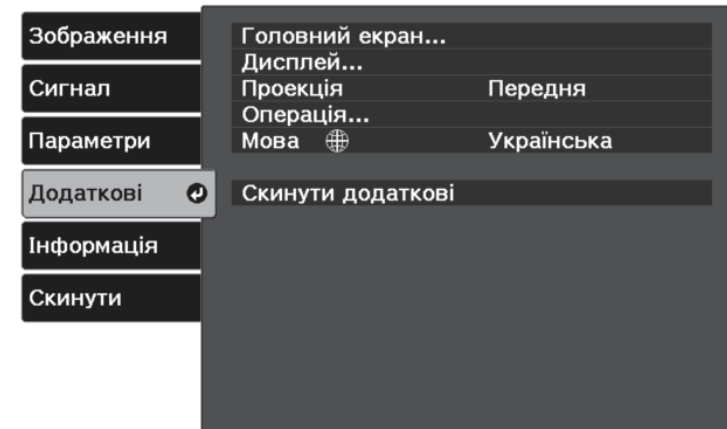 Зображення
Сигнал
Параметри
Додаткові
Інформація
Скинути
Головний екран...
Дисплей...
Проекція Передня
Операція...
Мова Українська
Скинути додаткові